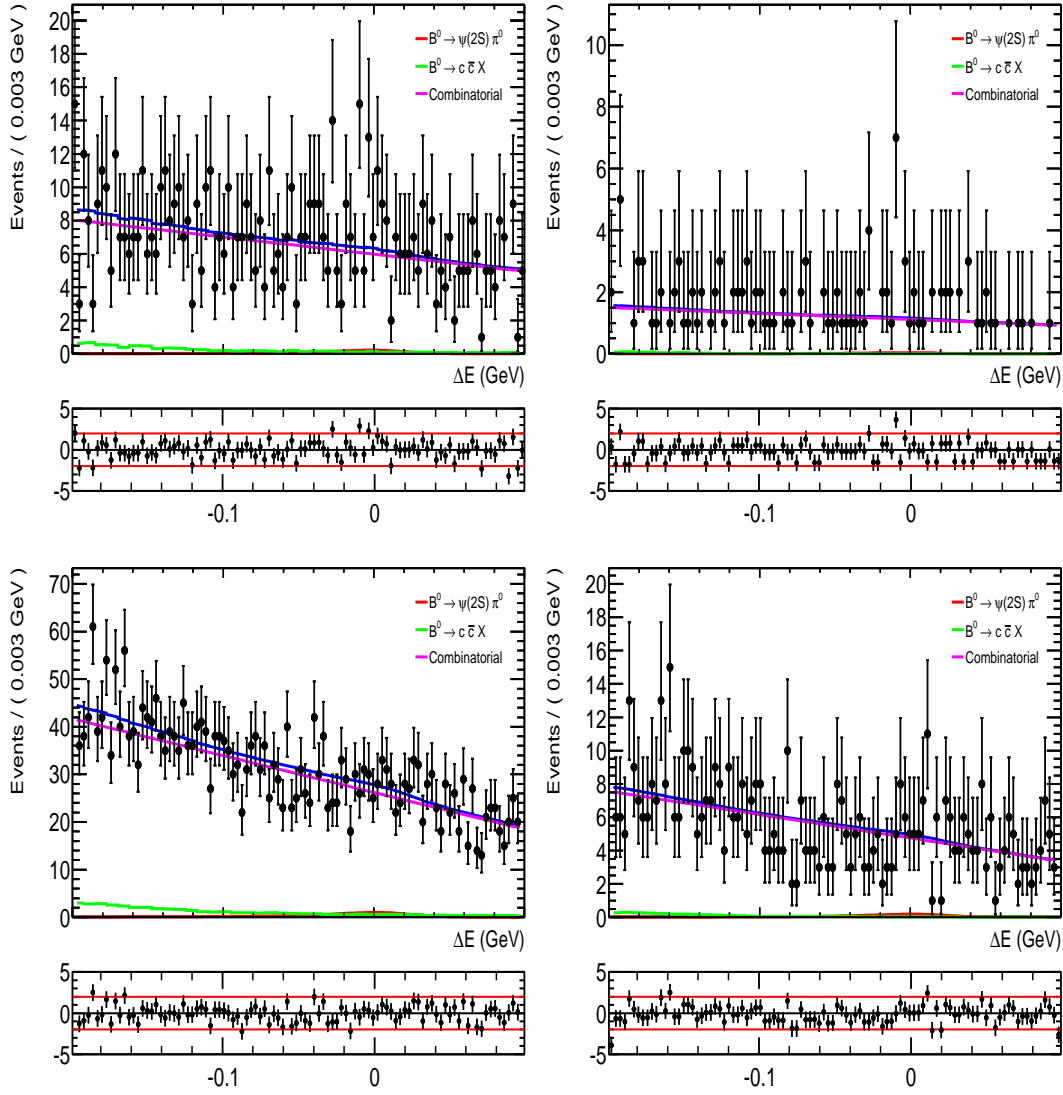 Events / ( 0.003 GeV )
20
18
16
14
12
10
8
6
4
2
0
B⁰ → ψ(2S) π⁰
B⁰ → c c̅ X
Combinatorial
ΔE (GeV)
5
0
-5
-0.1
0
Events / ( 0.003 GeV )
10
8
6
4
2
0
B⁰ → ψ(2S) π⁰
B⁰ → c c̅ X
Combinatorial
ΔE (GeV)
5
0
-5
-0.1
0
Events / ( 0.003 GeV )
70
60
50
40
30
20
10
0
B⁰ → ψ(2S) π⁰
B⁰ → c c̅ X
Combinatorial
ΔE (GeV)
5
0
-5
-0.1
0
Events / ( 0.003 GeV )
20
18
16
14
12
10
8
6
4
2
0
B⁰ → ψ(2S) π⁰
B⁰ → c c̅ X
Combinatorial
ΔE (GeV)
5
0
-5
-0.1
0